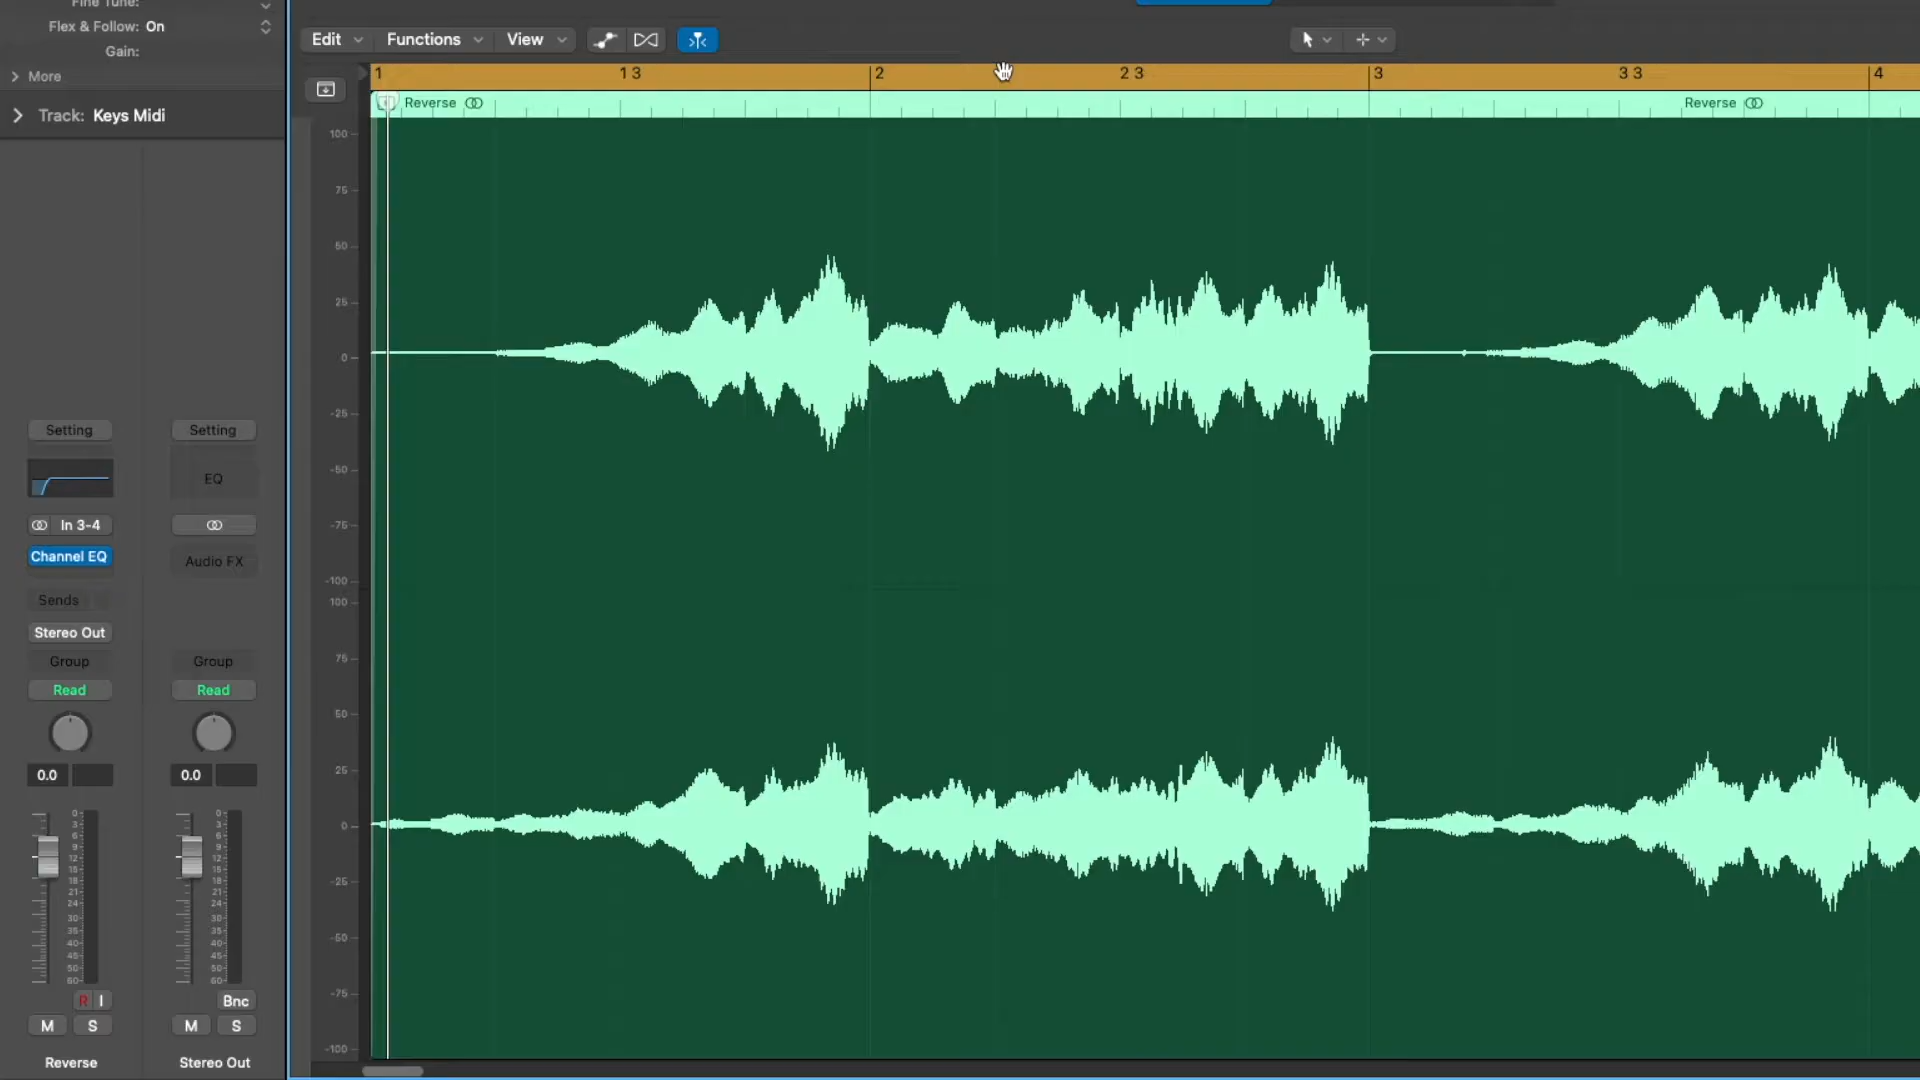 Fine Tune:
Flex & Follow: On
Gain:
More
Track: Keys Midi
Edit Functions View
1 1 3 2 2 3 3 3 3 4
Reverse Reverse
100
75
50
25
0
-25
-50
-75
-100
100
75
50
25
0
-25
-50
-75
-100
Setting Setting
EQ
In 3-4
Channel EQ Audio FX
Sends
Stereo Out
Group Group
Read Read
0.0 0.0
0 0
3 3
6 6
9 9
12 12
15 15
18 18
21 21
24 24
30 30
35 35
40 40
45 45
50 50
60 60
R I Bnc
M S M S
Reverse Stereo Out